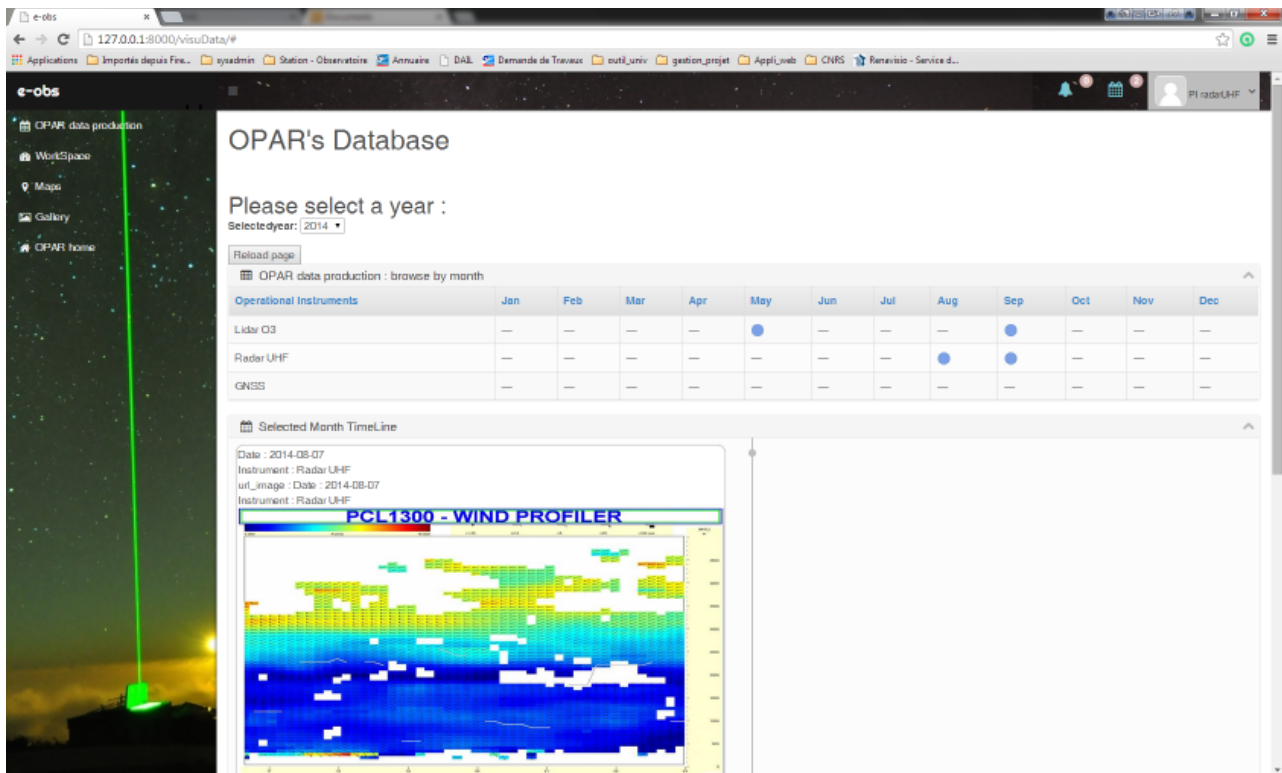 e-obs
127.0.0.1:8000/visuData/#
Applications Importés depuis Fire... sysadmin Station - Observatoire Annuaire DAIL Demande de Travaux outil_univ gestion_projet Appli_web CNRS Renavisio - Service d...
e-obs
0
2
PI radarUHF
OPAR data production
WorkSpace
Maps
Gallery
OPAR home
OPAR's Database
Please select a year :
Selectedyear: 2014
Reload page
OPAR data production : browse by month
Operational Instruments Jan Feb Mar Apr May Jun Jul Aug Sep Oct Nov Dec
Lidar O3 — — — — — — — — — —
Radar UHF — — — — — — — — — —
GNSS — — — — — — — — — — — —
Selected Month TimeLine
Date : 2014-08-07
Instrument : Radar UHF
url_image : Date : 2014-08-07
Instrument : Radar UHF
PCL1300 - WIND PROFILER